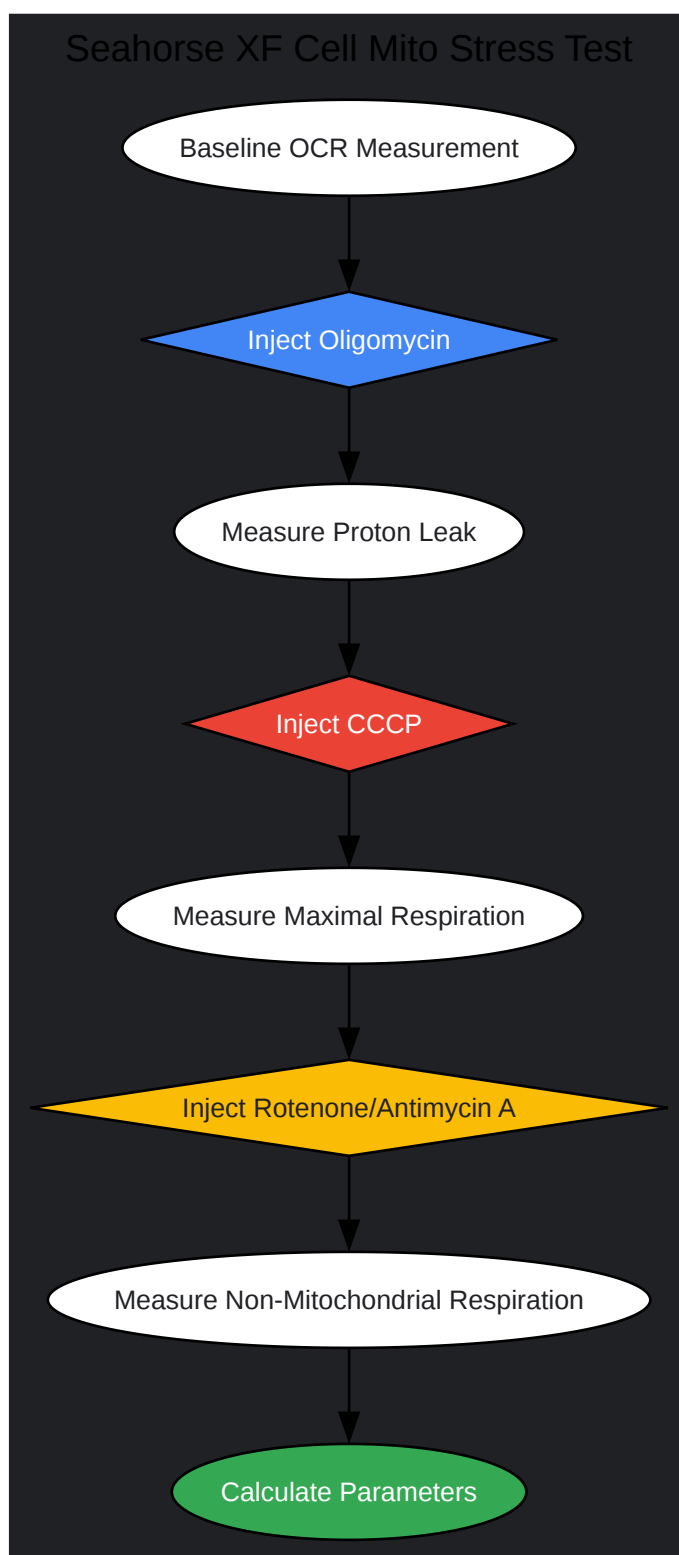 Seahorse XF Cell Mito Stress Test
Baseline OCR Measurement
Inject Oligomycin
Measure Proton Leak
Inject CCCP
Measure Maximal Respiration
Inject Rotenone/Antimycin A
Measure Non-Mitochondrial Respiration
Calculate Parameters